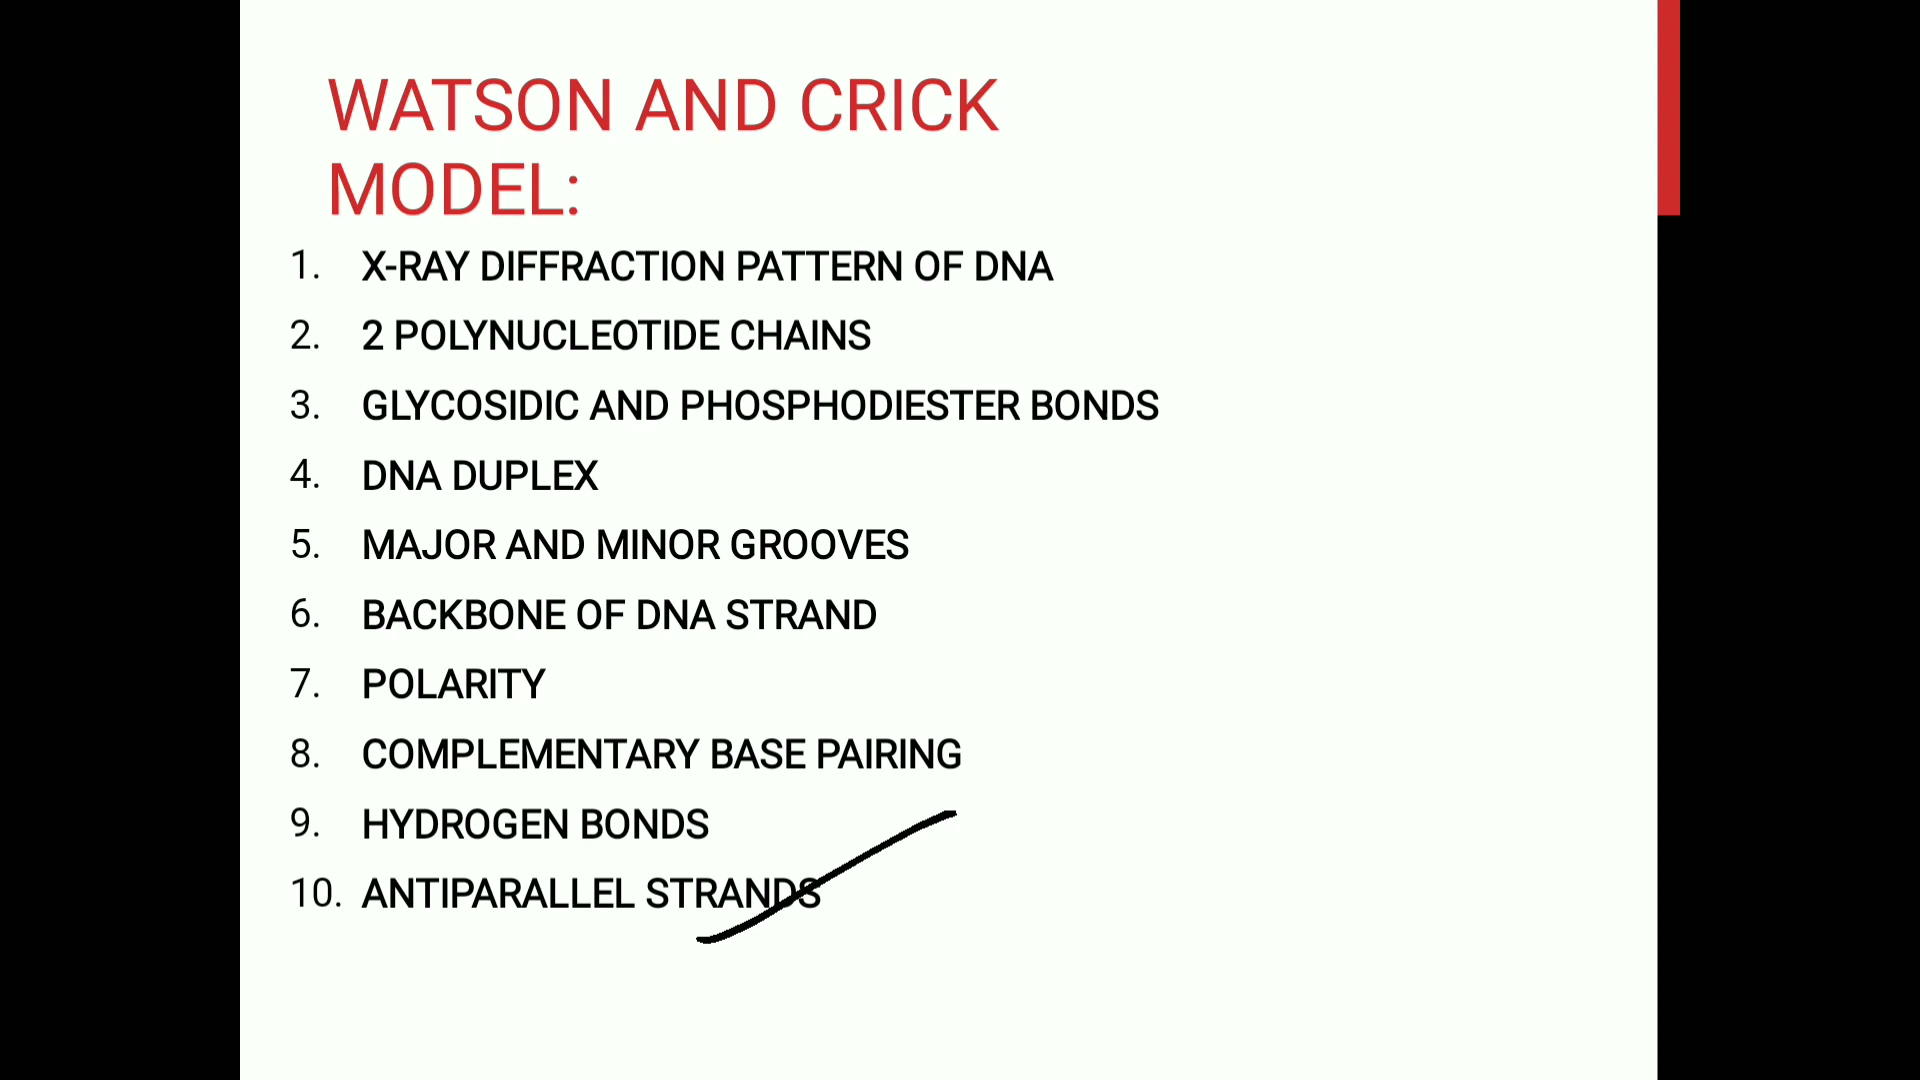 WATSON AND CRICK
MODEL:
1. X-RAY DIFFRACTION PATTERN OF DNA
2. 2 POLYNUCLEOTIDE CHAINS
3. GLYCOSIDIC AND PHOSPHODIESTER BONDS
4. DNA DUPLEX
5. MAJOR AND MINOR GROOVES
6. BACKBONE OF DNA STRAND
7. POLARITY
8. COMPLEMENTARY BASE PAIRING
9. HYDROGEN BONDS
10. ANTIPARALLEL STRANDS